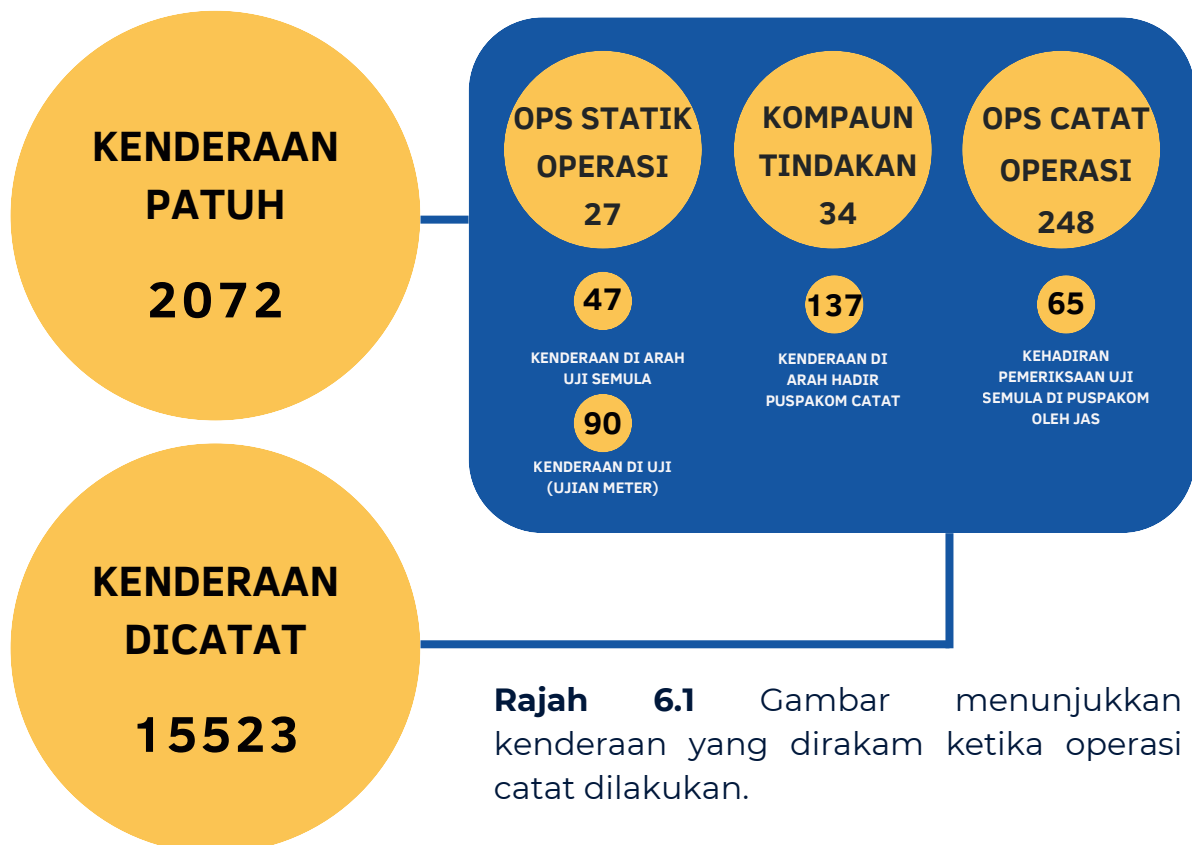 KENDERAAN
PATUH
2072
OPS STATIK
OPERASI
27
KOMPAUN
TINDAKAN
34
OPS CATAT
OPERASI
248
47
KENDERAAN DI ARAH
UJI SEMULA
90
KENDERAAN DI UJI
(UJIAN METER)
137
KENDERAAN DI
ARAH HADIR
PUSPAKOM CATAT
65
KEHADIRAN
PEMERIKSAAN UJI
SEMULA DI PUSPAKOM
OLEH JAS
KENDERAAN
DICATAT
15523
Rajah 6.1 Gambar menunjukkan
kenderaan yang dirakam ketika operasi
catat dilakukan.